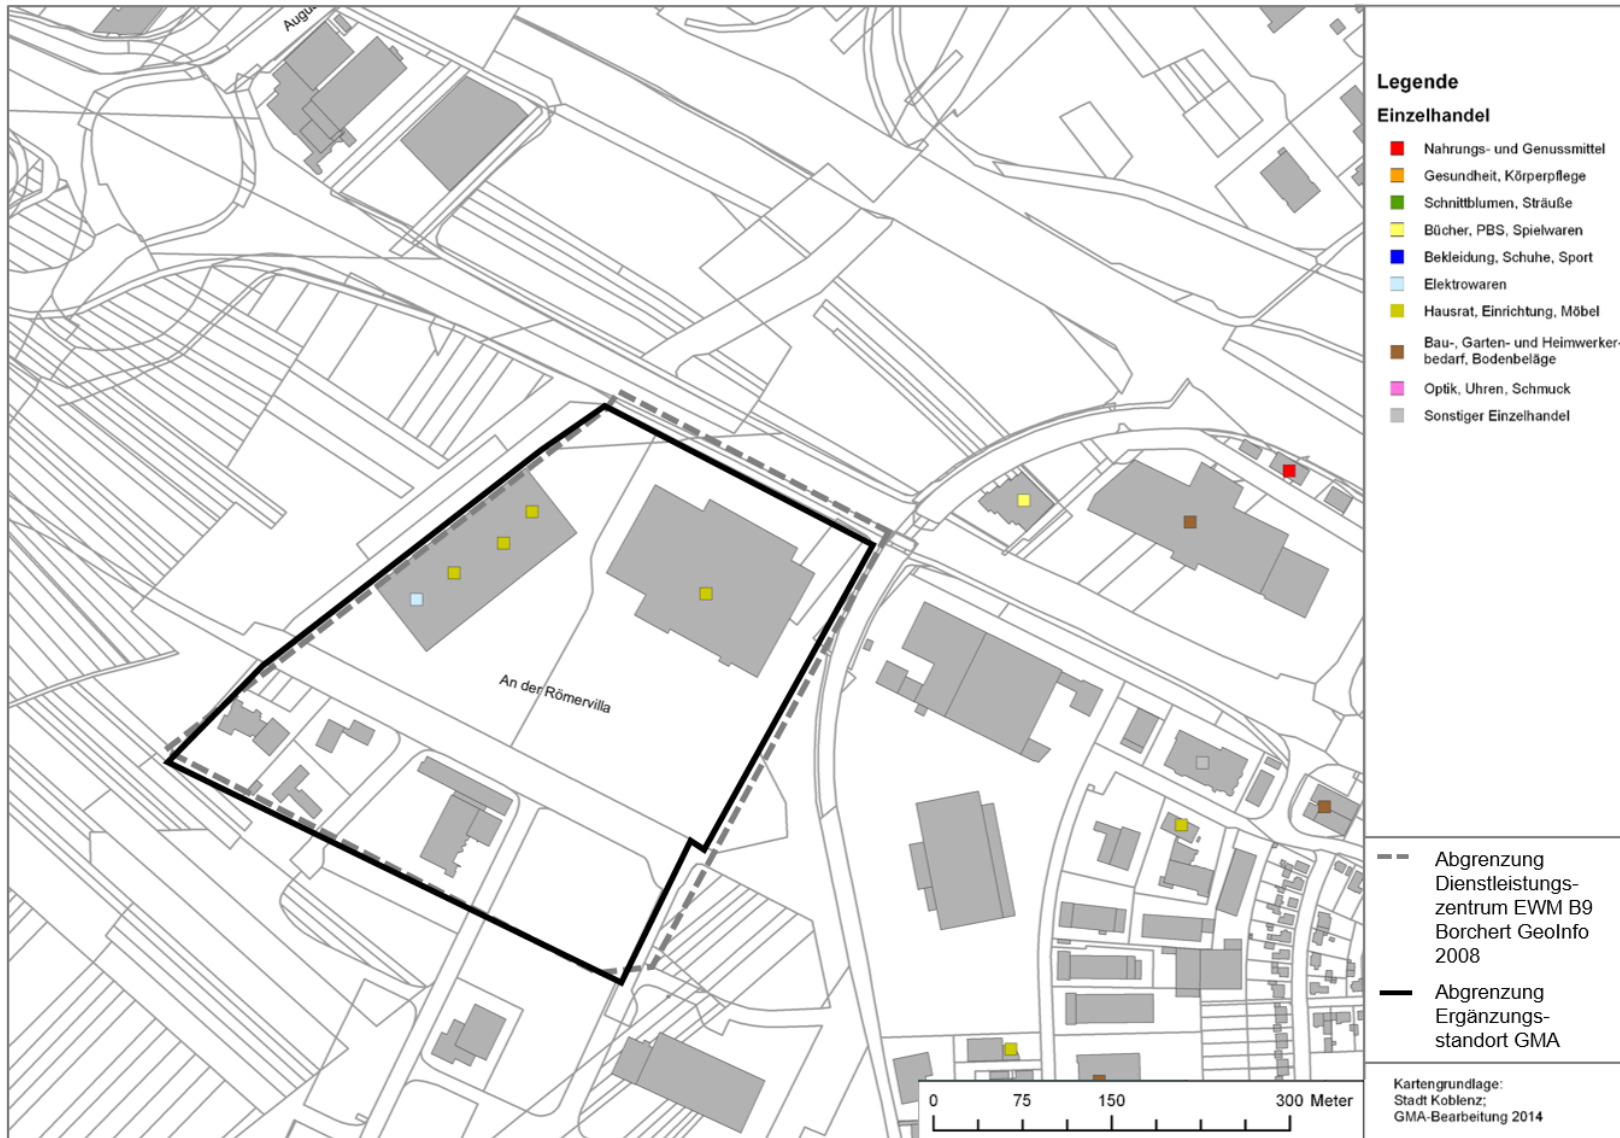 Augu
An der Römervilla
Legende
Einzelhandel
Nahrungs- und Genussmittel
Gesundheit, Körperpflege
Schnittblumen, Sträuße
Bücher, PBS, Spielwaren
Bekleidung, Schuhe, Sport
Elektrowaren
Hausrat, Einrichtung, Möbel
Bau-, Garten- und Heimwerker-
bedarf, Bodenbeläge
Optik, Uhren, Schmuck
Sonstiger Einzelhandel
Abgrenzung
Dienstleistungs-
zentrum EWM B9
Borchert GeoInfo
2008
Abgrenzung
Ergänzungs-
standort GMA
0 75 150 300 Meter
Kartengrundlage:
Stadt Koblenz;
GMA-Bearbeitung 2014